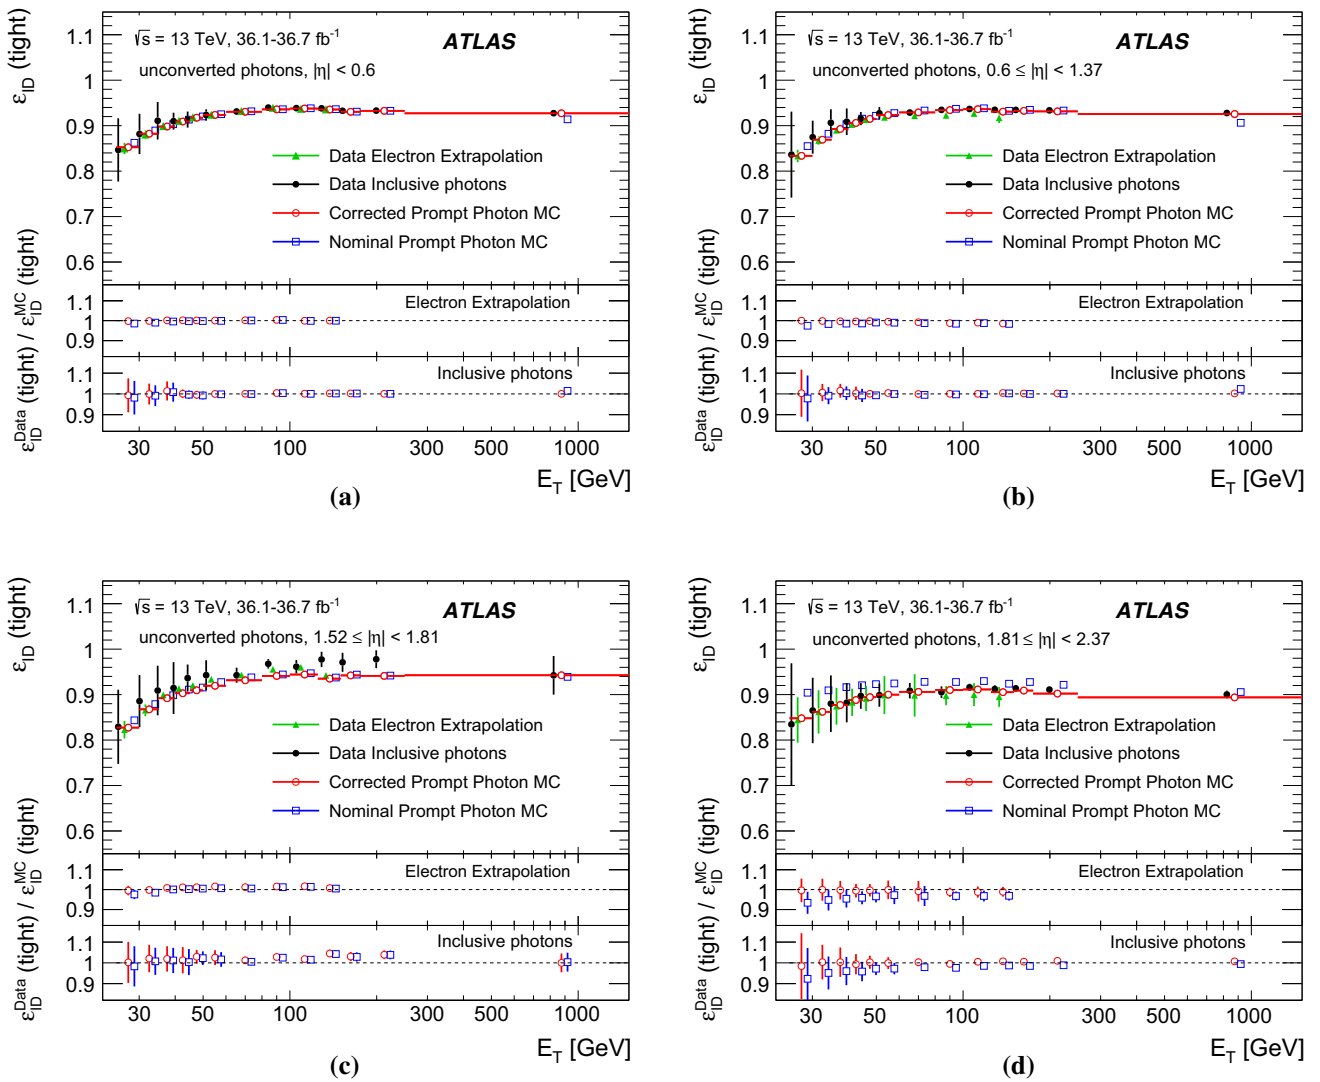 ε_ID (tight)
1.1
1
0.9
0.8
0.7
0.6
√s = 13 TeV, 36.1-36.7 fb⁻¹
ATLAS
unconverted photons, |η| < 0.6
Data Electron Extrapolation
Data Inclusive photons
Corrected Prompt Photon MC
Nominal Prompt Photon MC
ε_ID^Data (tight) / ε_ID^MC (tight)
1.1
1
0.9
Electron Extrapolation
1.1
1
0.9
Inclusive photons
30 50 100 300 1000
E_T [GeV]
(a)
ε_ID (tight)
1.1
1
0.9
0.8
0.7
0.6
√s = 13 TeV, 36.1-36.7 fb⁻¹
ATLAS
unconverted photons, 0.6 ≤ |η| < 1.37
Data Electron Extrapolation
Data Inclusive photons
Corrected Prompt Photon MC
Nominal Prompt Photon MC
ε_ID^Data (tight) / ε_ID^MC (tight)
1.1
1
0.9
Electron Extrapolation
1.1
1
0.9
Inclusive photons
30 50 100 300 1000
E_T [GeV]
(b)
ε_ID (tight)
1.1
1
0.9
0.8
0.7
0.6
√s = 13 TeV, 36.1-36.7 fb⁻¹
ATLAS
unconverted photons, 1.52 ≤ |η| < 1.81
Data Electron Extrapolation
Data Inclusive photons
Corrected Prompt Photon MC
Nominal Prompt Photon MC
ε_ID^Data (tight) / ε_ID^MC (tight)
1.1
1
0.9
Electron Extrapolation
1.1
1
0.9
Inclusive photons
30 50 100 300 1000
E_T [GeV]
(c)
ε_ID (tight)
1.1
1
0.9
0.8
0.7
0.6
√s = 13 TeV, 36.1-36.7 fb⁻¹
ATLAS
unconverted photons, 1.81 ≤ |η| < 2.37
Data Electron Extrapolation
Data Inclusive photons
Corrected Prompt Photon MC
Nominal Prompt Photon MC
ε_ID^Data (tight) / ε_ID^MC (tight)
1.1
1
0.9
Electron Extrapolation
1.1
1
0.9
Inclusive photons
30 50 100 300 1000
E_T [GeV]
(d)